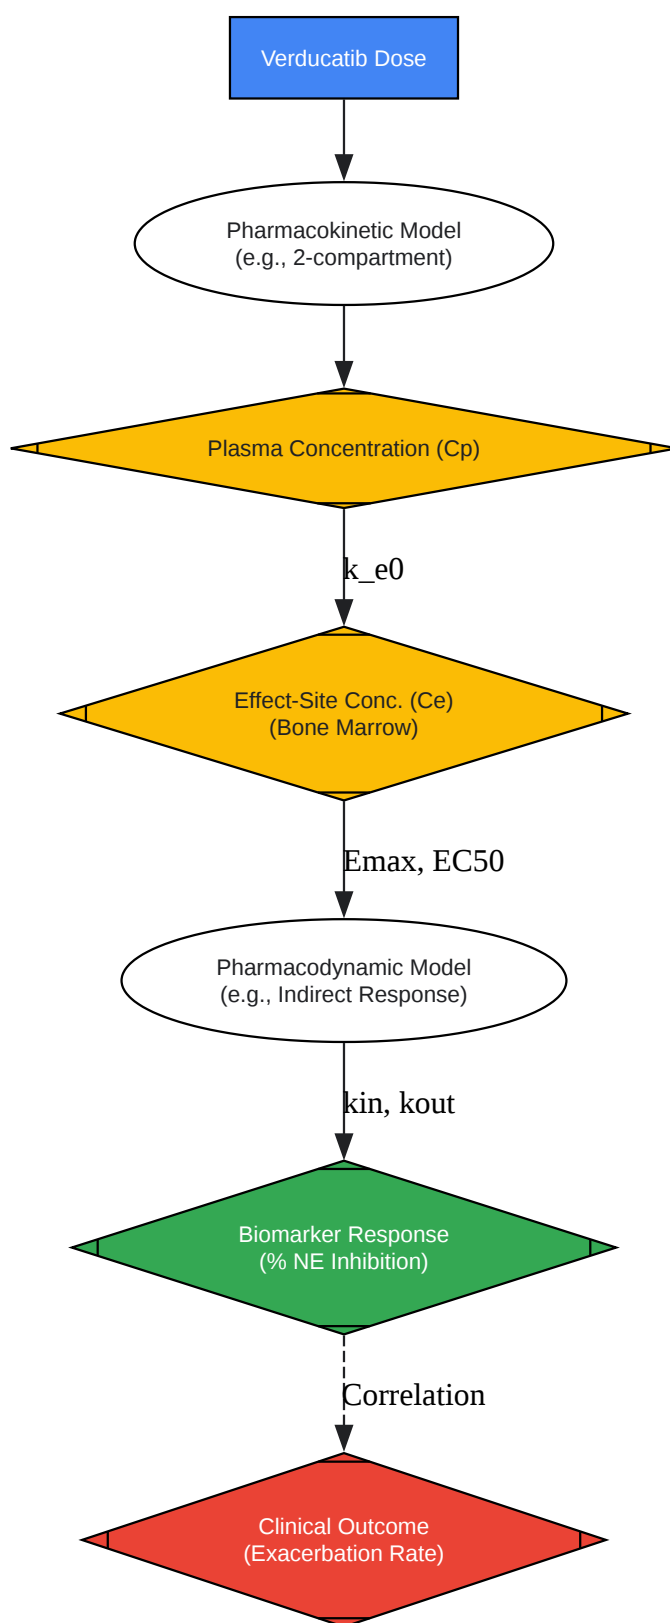 Verducatib Dose
Pharmacokinetic Model
(e.g., 2-compartment)
Plasma Concentration (Cp)
k_e0
Effect-Site Conc. (Ce)
(Bone Marrow)
Emax, EC50
Pharmacodynamic Model
(e.g., Indirect Response)
kin, kout
Biomarker Response
(% NE Inhibition)
Correlation
Clinical Outcome
(Exacerbation Rate)